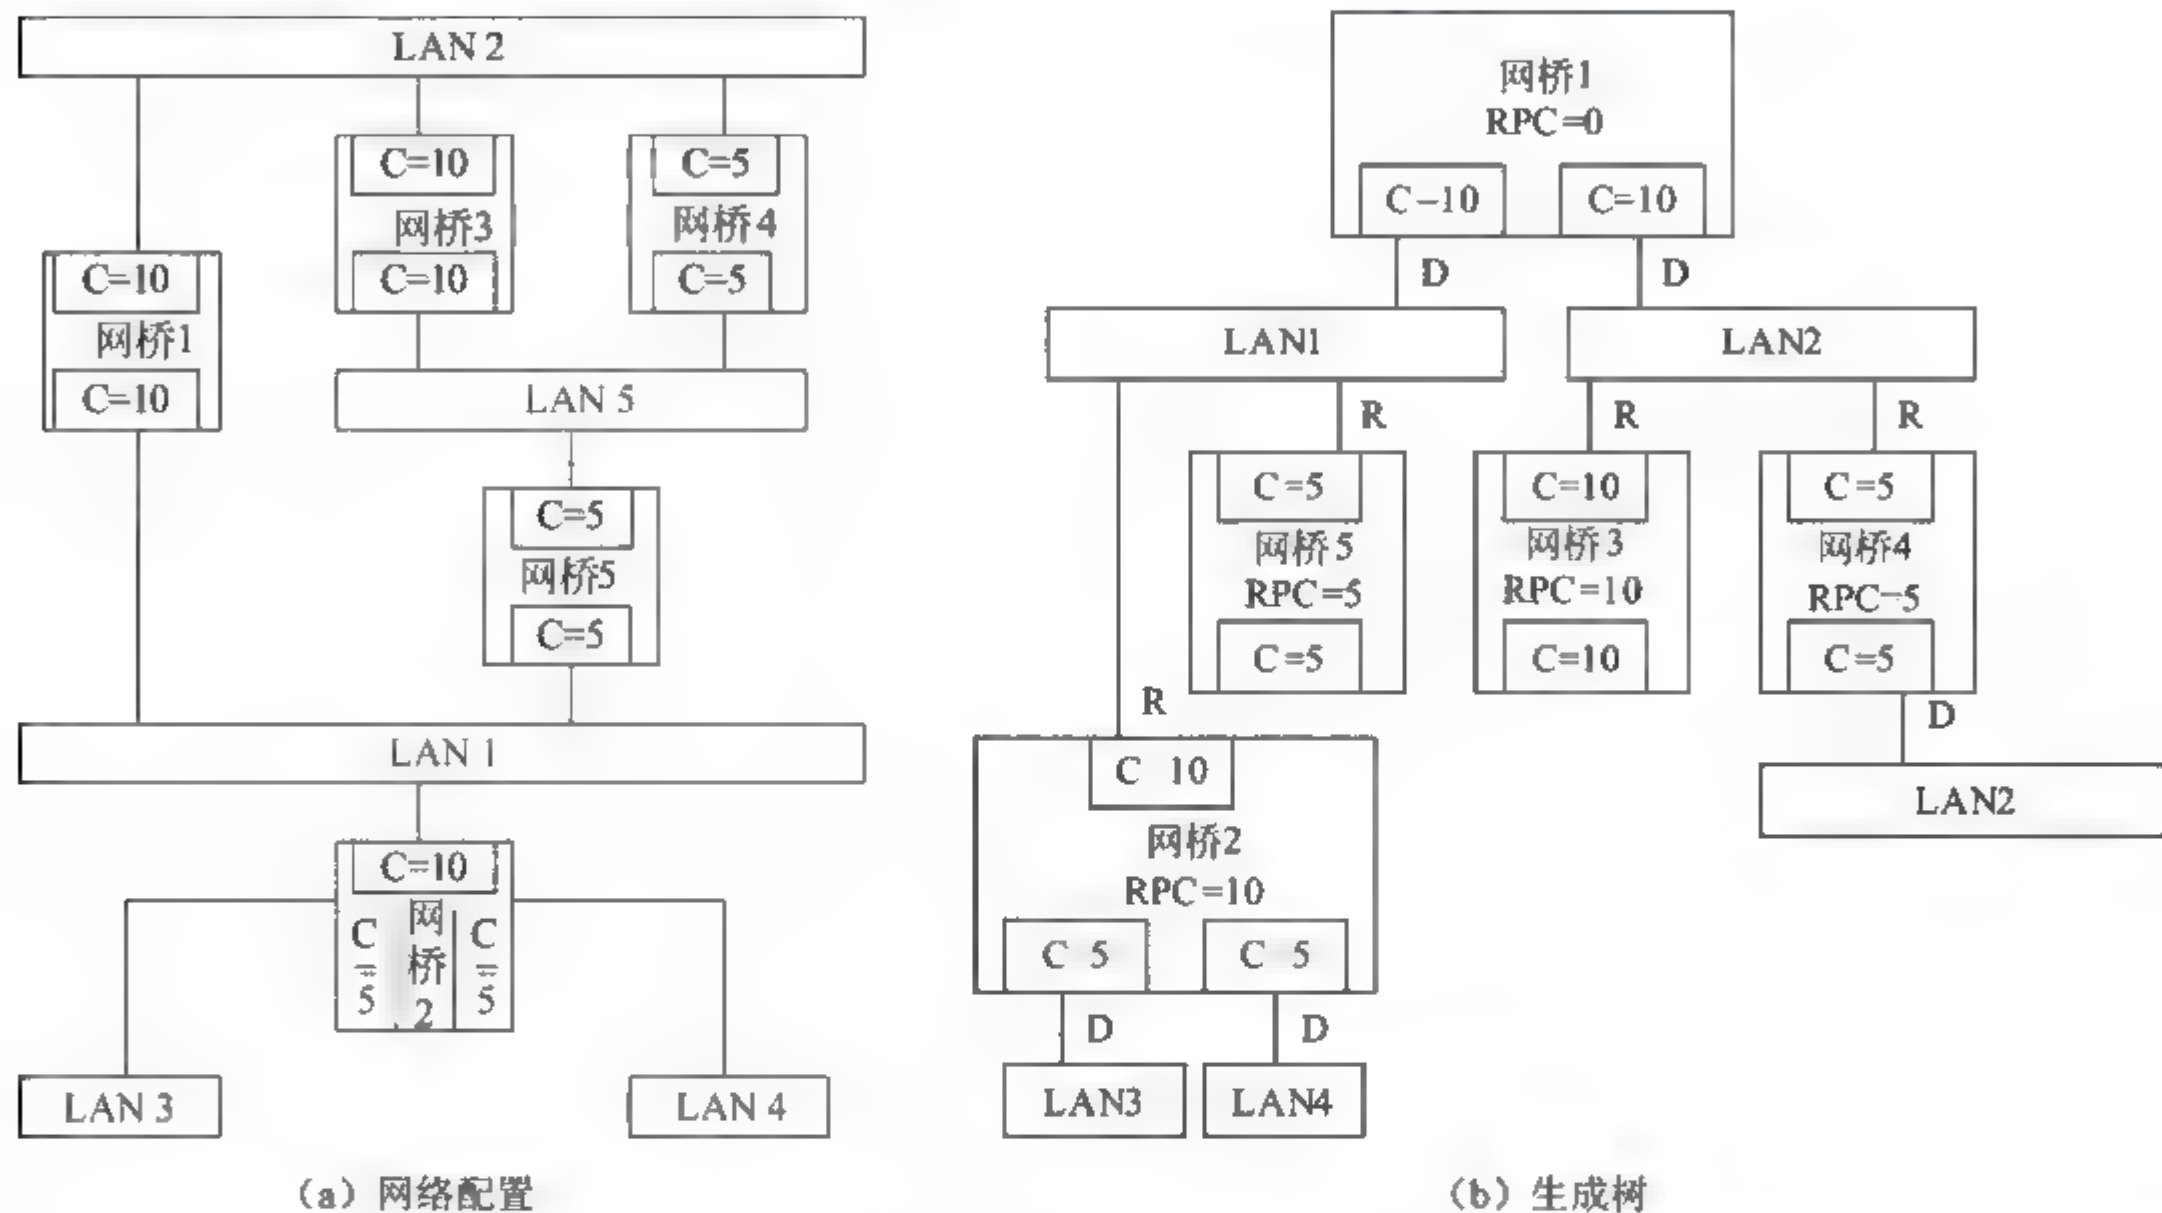 LAN 2
C=10
网桥3
C=10
C=5
网桥4
C=5
C=10
网桥1
C=10
LAN 5
C=5
网桥5
C=5
LAN 1
C=10
C=5
网桥2
C=5
LAN 3
LAN 4
(a) 网络配置
网桥1
RPC=0
C-10
C=10
D
D
LAN1
LAN2
R
R
R
C=5
网桥5
RPC=5
C=5
C=10
网桥3
RPC=10
C=10
C=5
网桥4
RPC-5
C=5
R
D
LAN2
C 10
网桥2
RPC=10
C 5
C 5
D
D
LAN3
LAN4
(b) 生成树